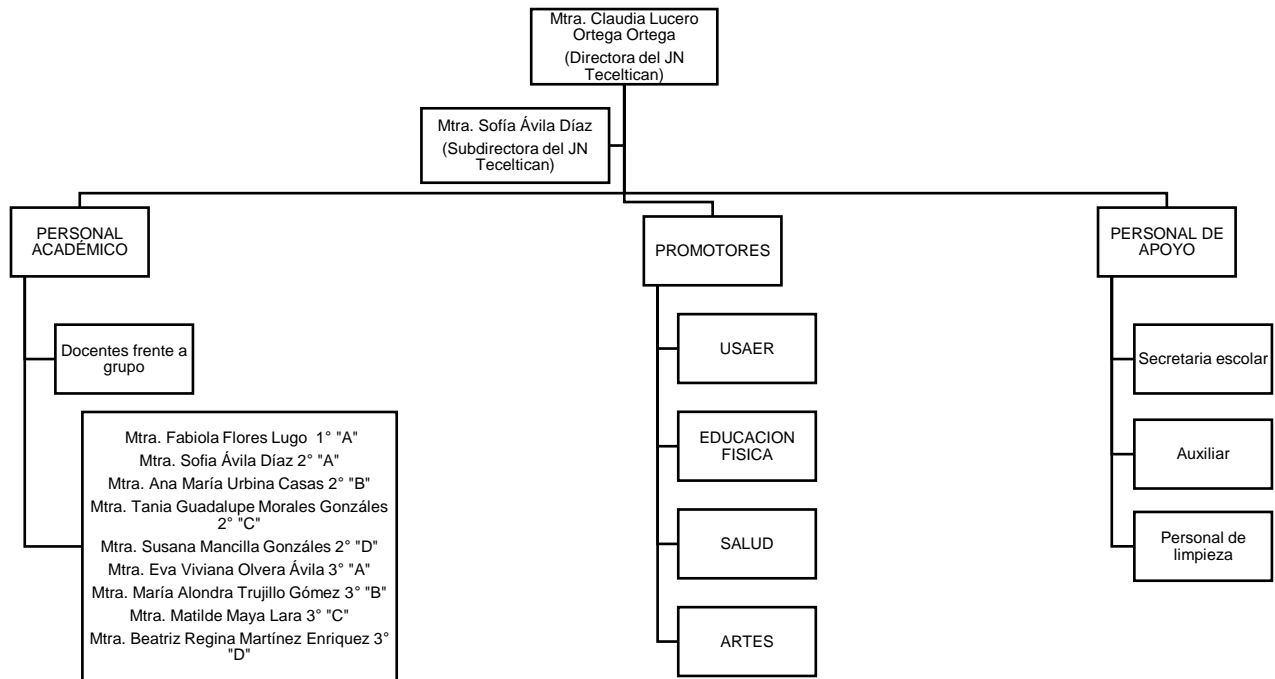 Mtra. Claudia Lucero
Ortega Ortega
(Directora del JN
Teceltican)
Mtra. Sofía Ávila Díaz
(Subdirectora del JN
Teceltican)
PERSONAL
ACADÉMICO
Docentes frente a
grupo
Mtra. Fabiola Flores Lugo 1° "A"
Mtra. Sofia Ávila Díaz 2° "A"
Mtra. Ana María Urbina Casas 2° "B"
Mtra. Tania Guadalupe Morales Gonzáles
2° "C"
Mtra. Susana Mancilla Gonzáles 2° "D"
Mtra. Eva Viviana Olvera Ávila 3° "A"
Mtra. María Alondra Trujillo Gómez 3° "B"
Mtra. Matilde Maya Lara 3° "C"
Mtra. Beatriz Regina Martínez Enriquez 3°
"D"
PROMOTORES
USAER
EDUCACION
FISICA
SALUD
ARTES
PERSONAL DE
APOYO
Secretaria escolar
Auxiliar
Personal de
limpieza